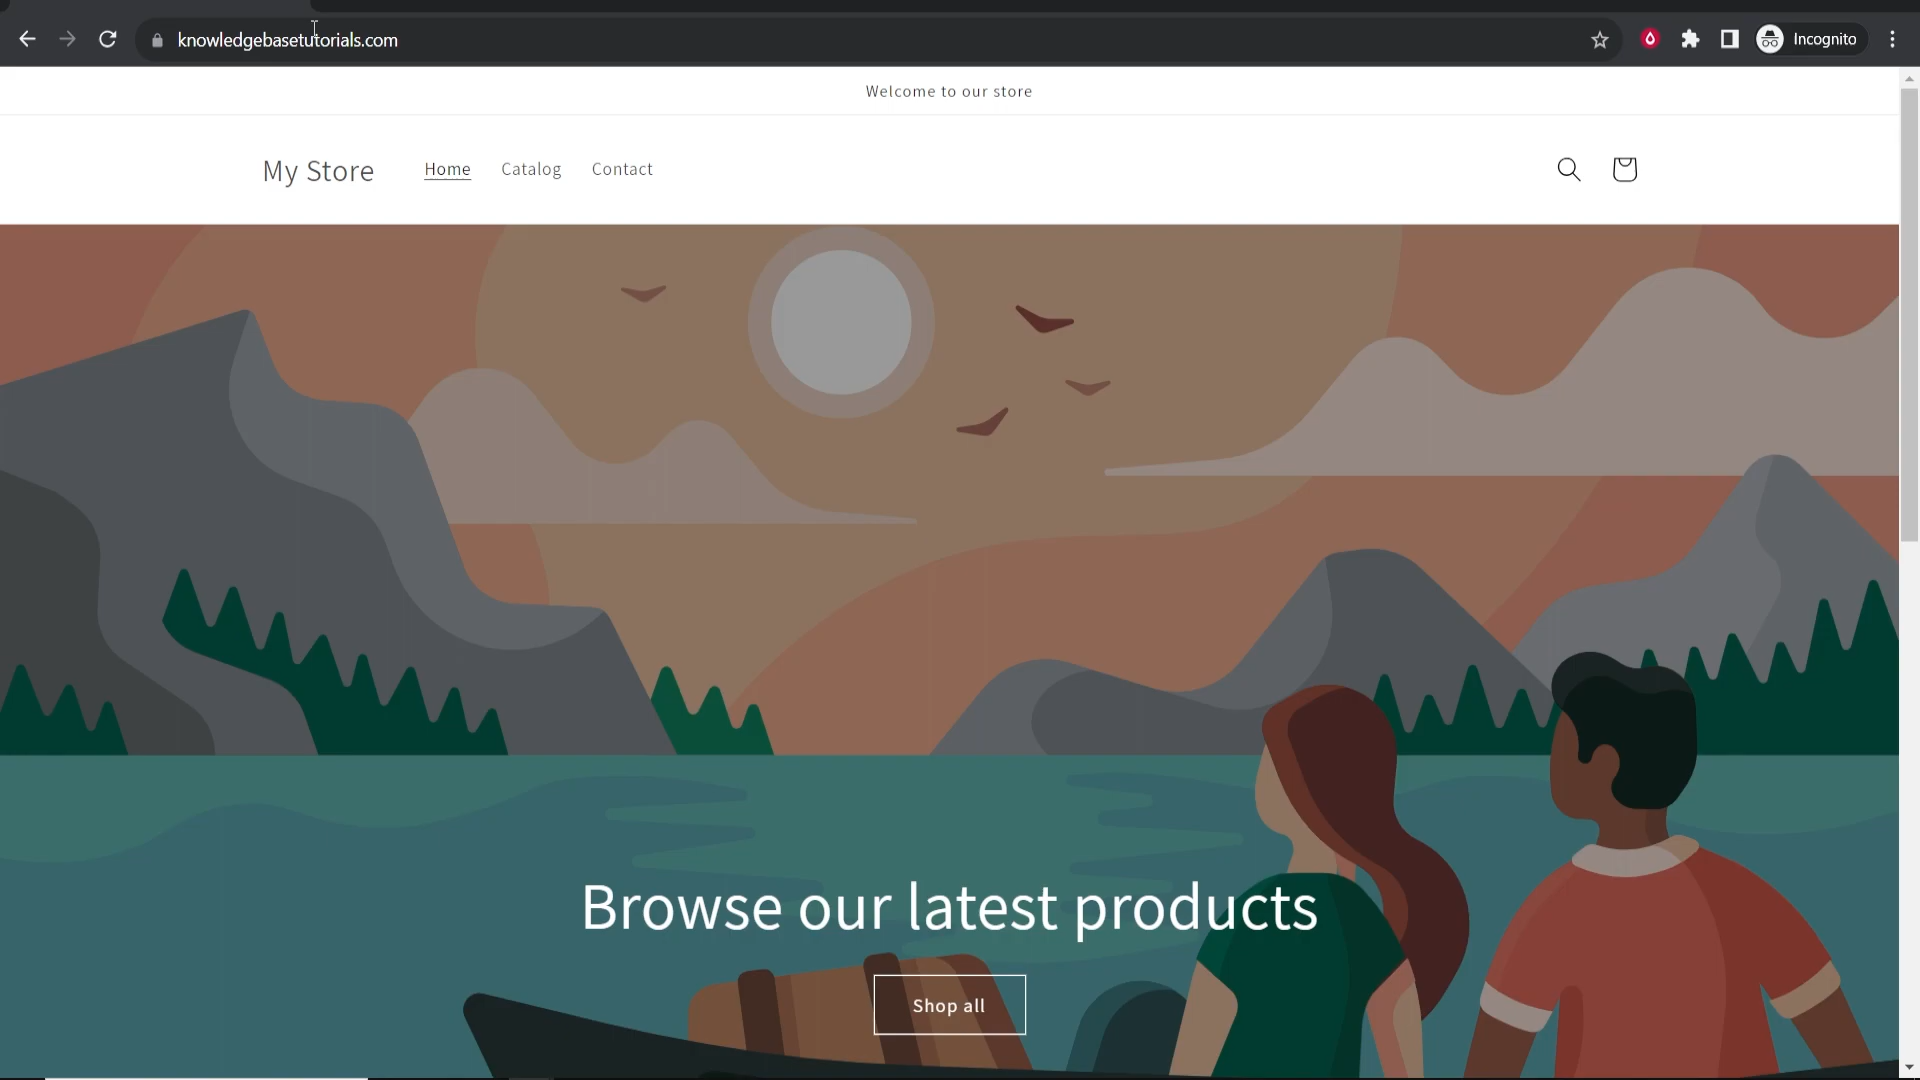 knowledgebasetutorials.com
Incognito
Welcome to our store
My Store
Home
Catalog
Contact
Browse our latest products
Shop all